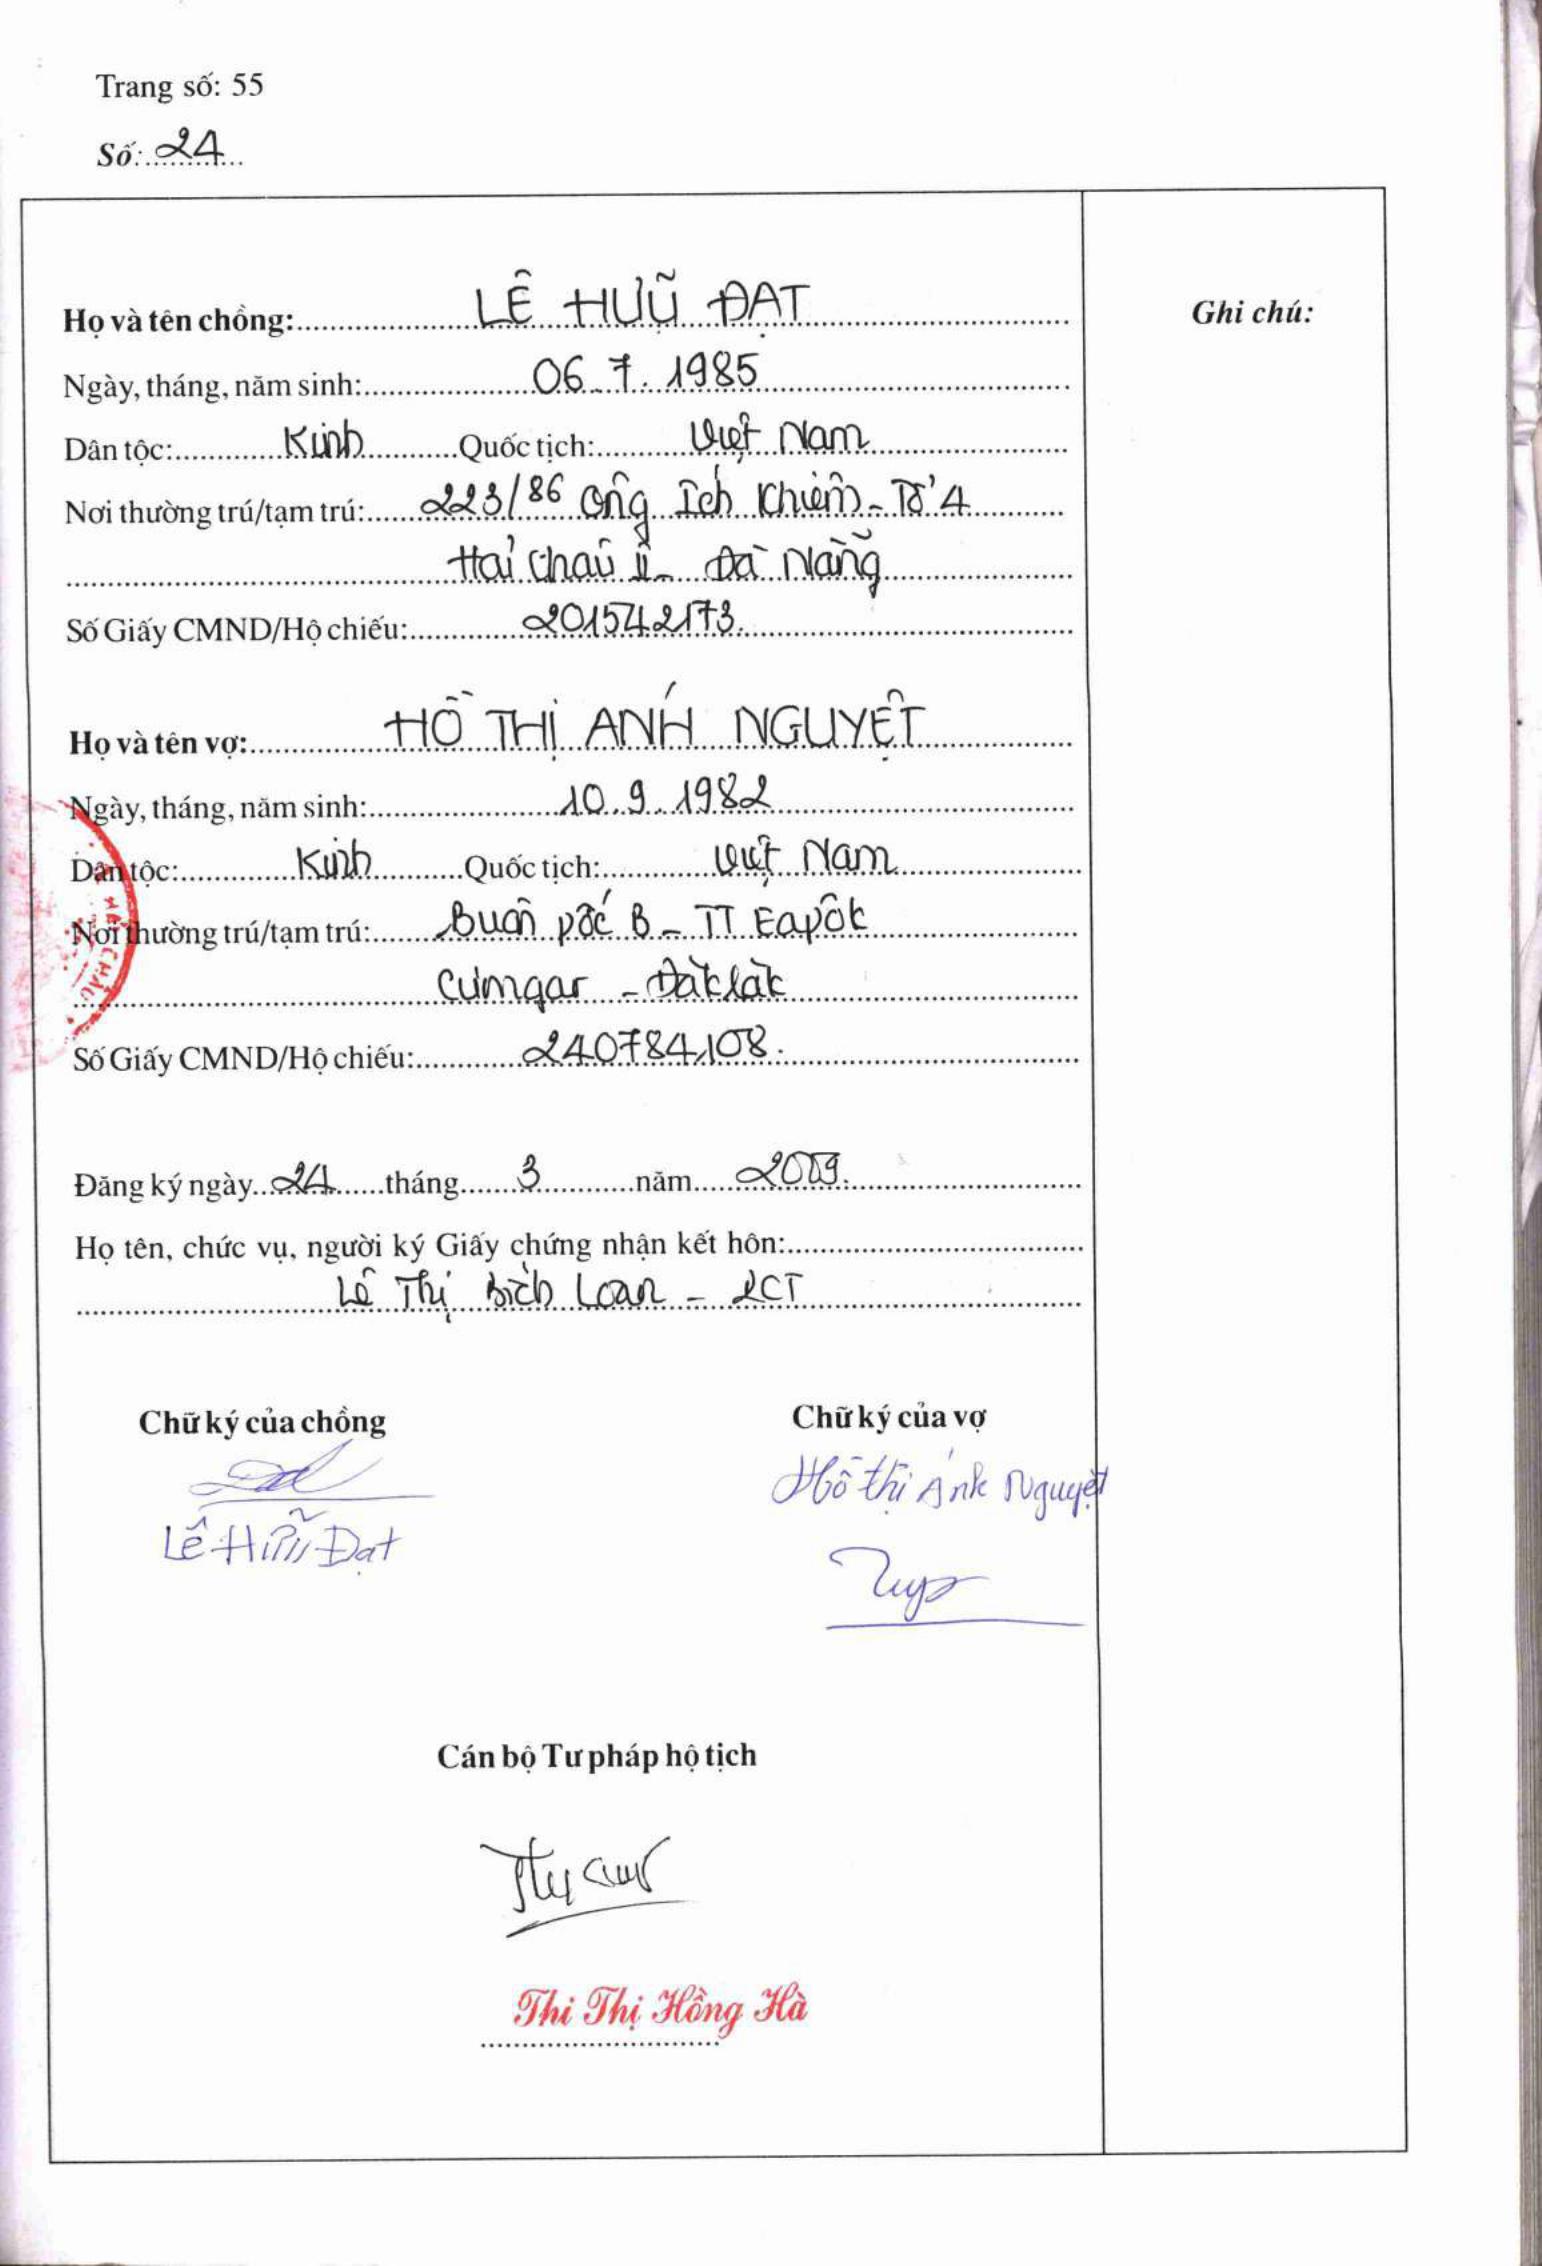 Trang số: 55
Số: 24
Họ và tên chồng: LÊ HỮU ĐẠT
Ghi chú:
Ngày, tháng, năm sinh: 06.7.1985
Dân tộc: Kinh Quốc tịch: Việt Nam
Nơi thường trú/tạm trú: 223/86 Ông Ích Khiêm - Tổ 4
Hải Châu II - Đà Nẵng
Số Giấy CMND/Hộ chiếu: 201542173.
Họ và tên vợ: HỒ THỊ ÁNH NGUYỆT
Ngày, tháng, năm sinh: 10.9.1982
Dân tộc: Kinh Quốc tịch: Việt Nam
Nơi thường trú/tạm trú: Buôn pốc B - TT Eapôk
Cưmgar - Đắklắk
Số Giấy CMND/Hộ chiếu: 240784108.
Đăng ký ngày 24 tháng 3 năm 2009.
Họ tên, chức vụ, người ký Giấy chứng nhận kết hôn:
Lê Thị Bích Loan - PCT
Chữ ký của chồng
Chữ ký của vợ
Lê Hữu Đạt
Hồ Thị Ánh Nguyệt
Cán bộ Tư pháp hộ tịch
Thi Thị Hồng Hà